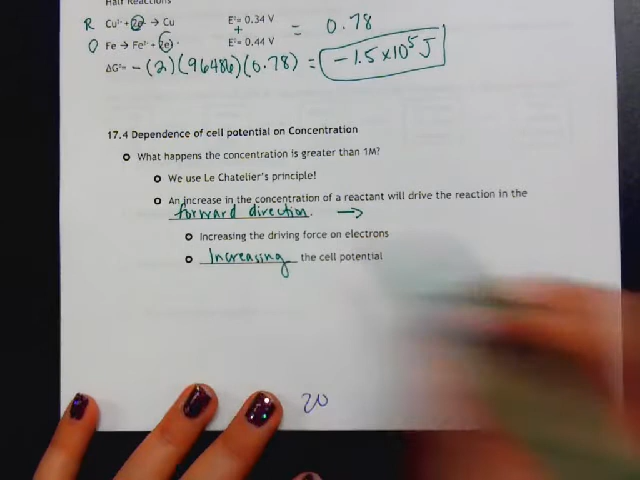 Half Reactions
R Cu²⁺ + 2e⁻ → Cu E°= 0.34 V = 0.78
+
O Fe → Fe²⁺ + 2e⁻ E°= 0.44 V
ΔG°= -(2)(96486)(0.78) = -1.5 x 10⁵ J
17.4 Dependence of cell potential on Concentration
What happens the concentration is greater than 1M?
We use Le Chatelier's principle!
An increase in the concentration of a reactant will drive the reaction in the
forward direction. →
Increasing the driving force on electrons
Increasing the cell potential
20